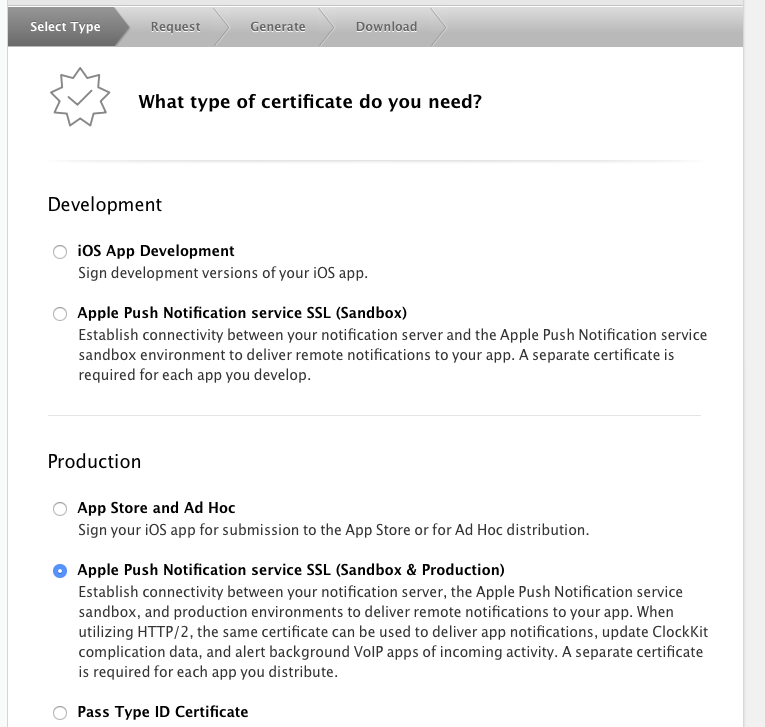 Select Type
Request
Generate
Download
What type of certificate do you need?
Development
iOS App Development
Sign development versions of your iOS app.
Apple Push Notification service SSL (Sandbox)
Establish connectivity between your notification server and the Apple Push Notification service
sandbox environment to deliver remote notifications to your app. A separate certificate is
required for each app you develop.
Production
App Store and Ad Hoc
Sign your iOS app for submission to the App Store or for Ad Hoc distribution.
Apple Push Notification service SSL (Sandbox & Production)
Establish connectivity between your notification server, the Apple Push Notification service
sandbox, and production environments to deliver remote notifications to your app. When
utilizing HTTP/2, the same certificate can be used to deliver app notifications, update ClockKit
complication data, and alert background VoIP apps of incoming activity. A separate certificate
is required for each app you distribute.
Pass Type ID Certificate